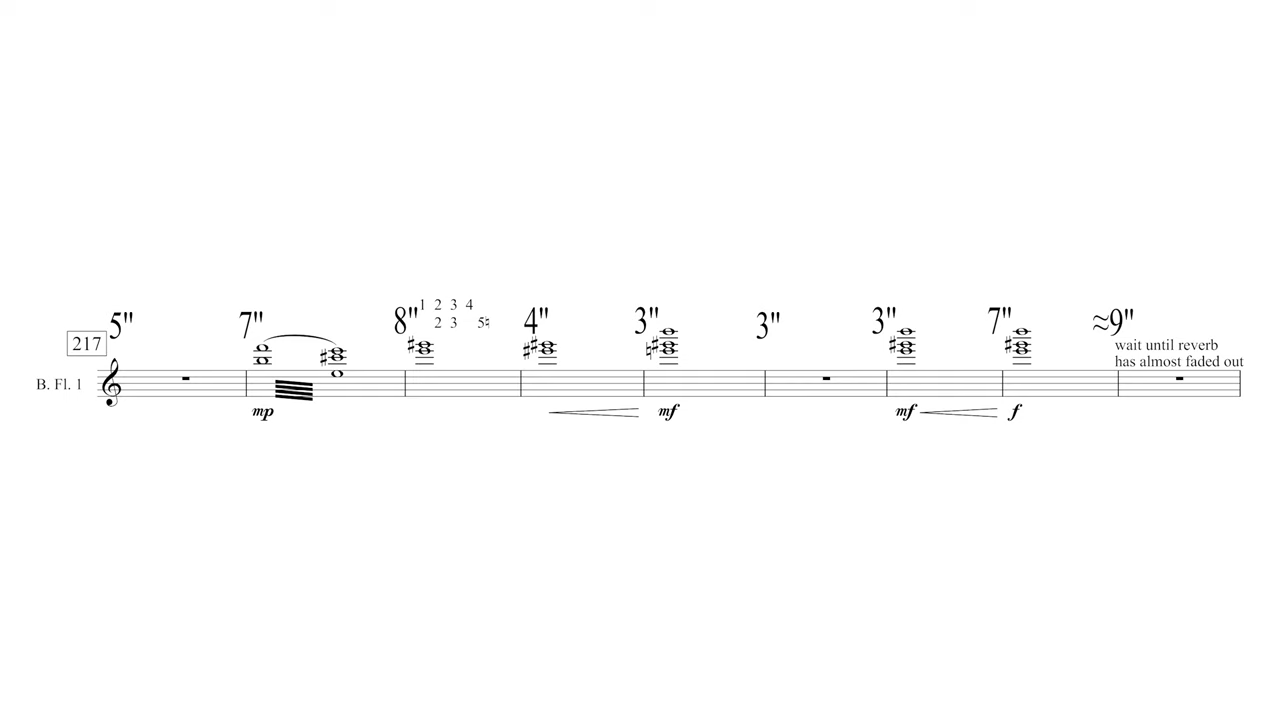 5" 7" 8" 4" 3" 3" 3" 7" ≈9"
1 2 3 4
2 3 5♮
217
wait until reverb
has almost faded out
B. Fl. 1
mp mf mf f